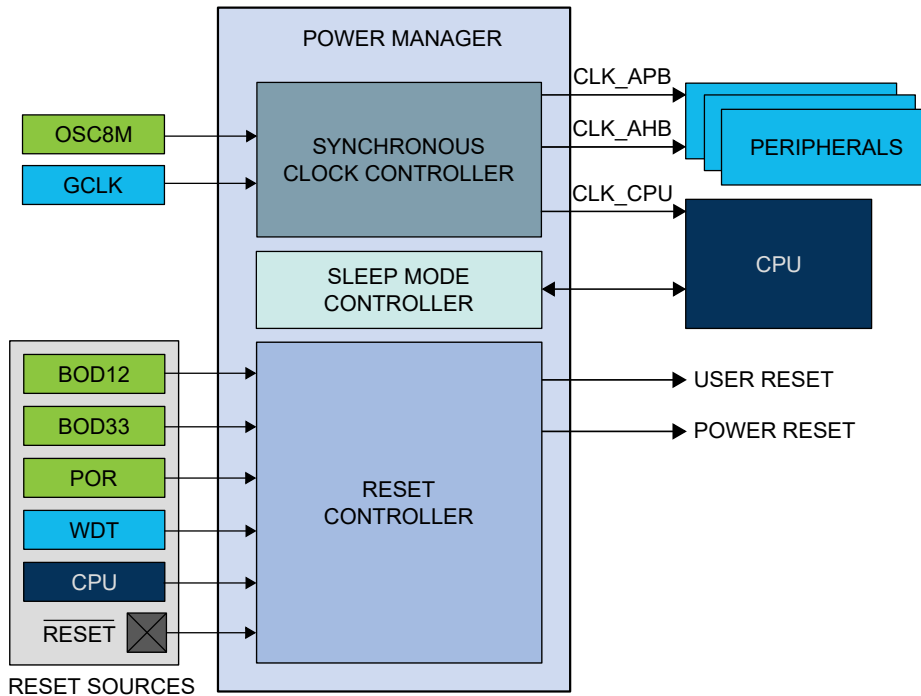 POWER MANAGER
OSC8M
GCLK
SYNCHRONOUS
CLOCK CONTROLLER
CLK_APB
CLK_AHB
CLK_CPU
PERIPHERALS
CPU
SLEEP MODE
CONTROLLER
BOD12
BOD33
POR
WDT
CPU
RESET
RESET SOURCES
RESET
CONTROLLER
USER RESET
POWER RESET